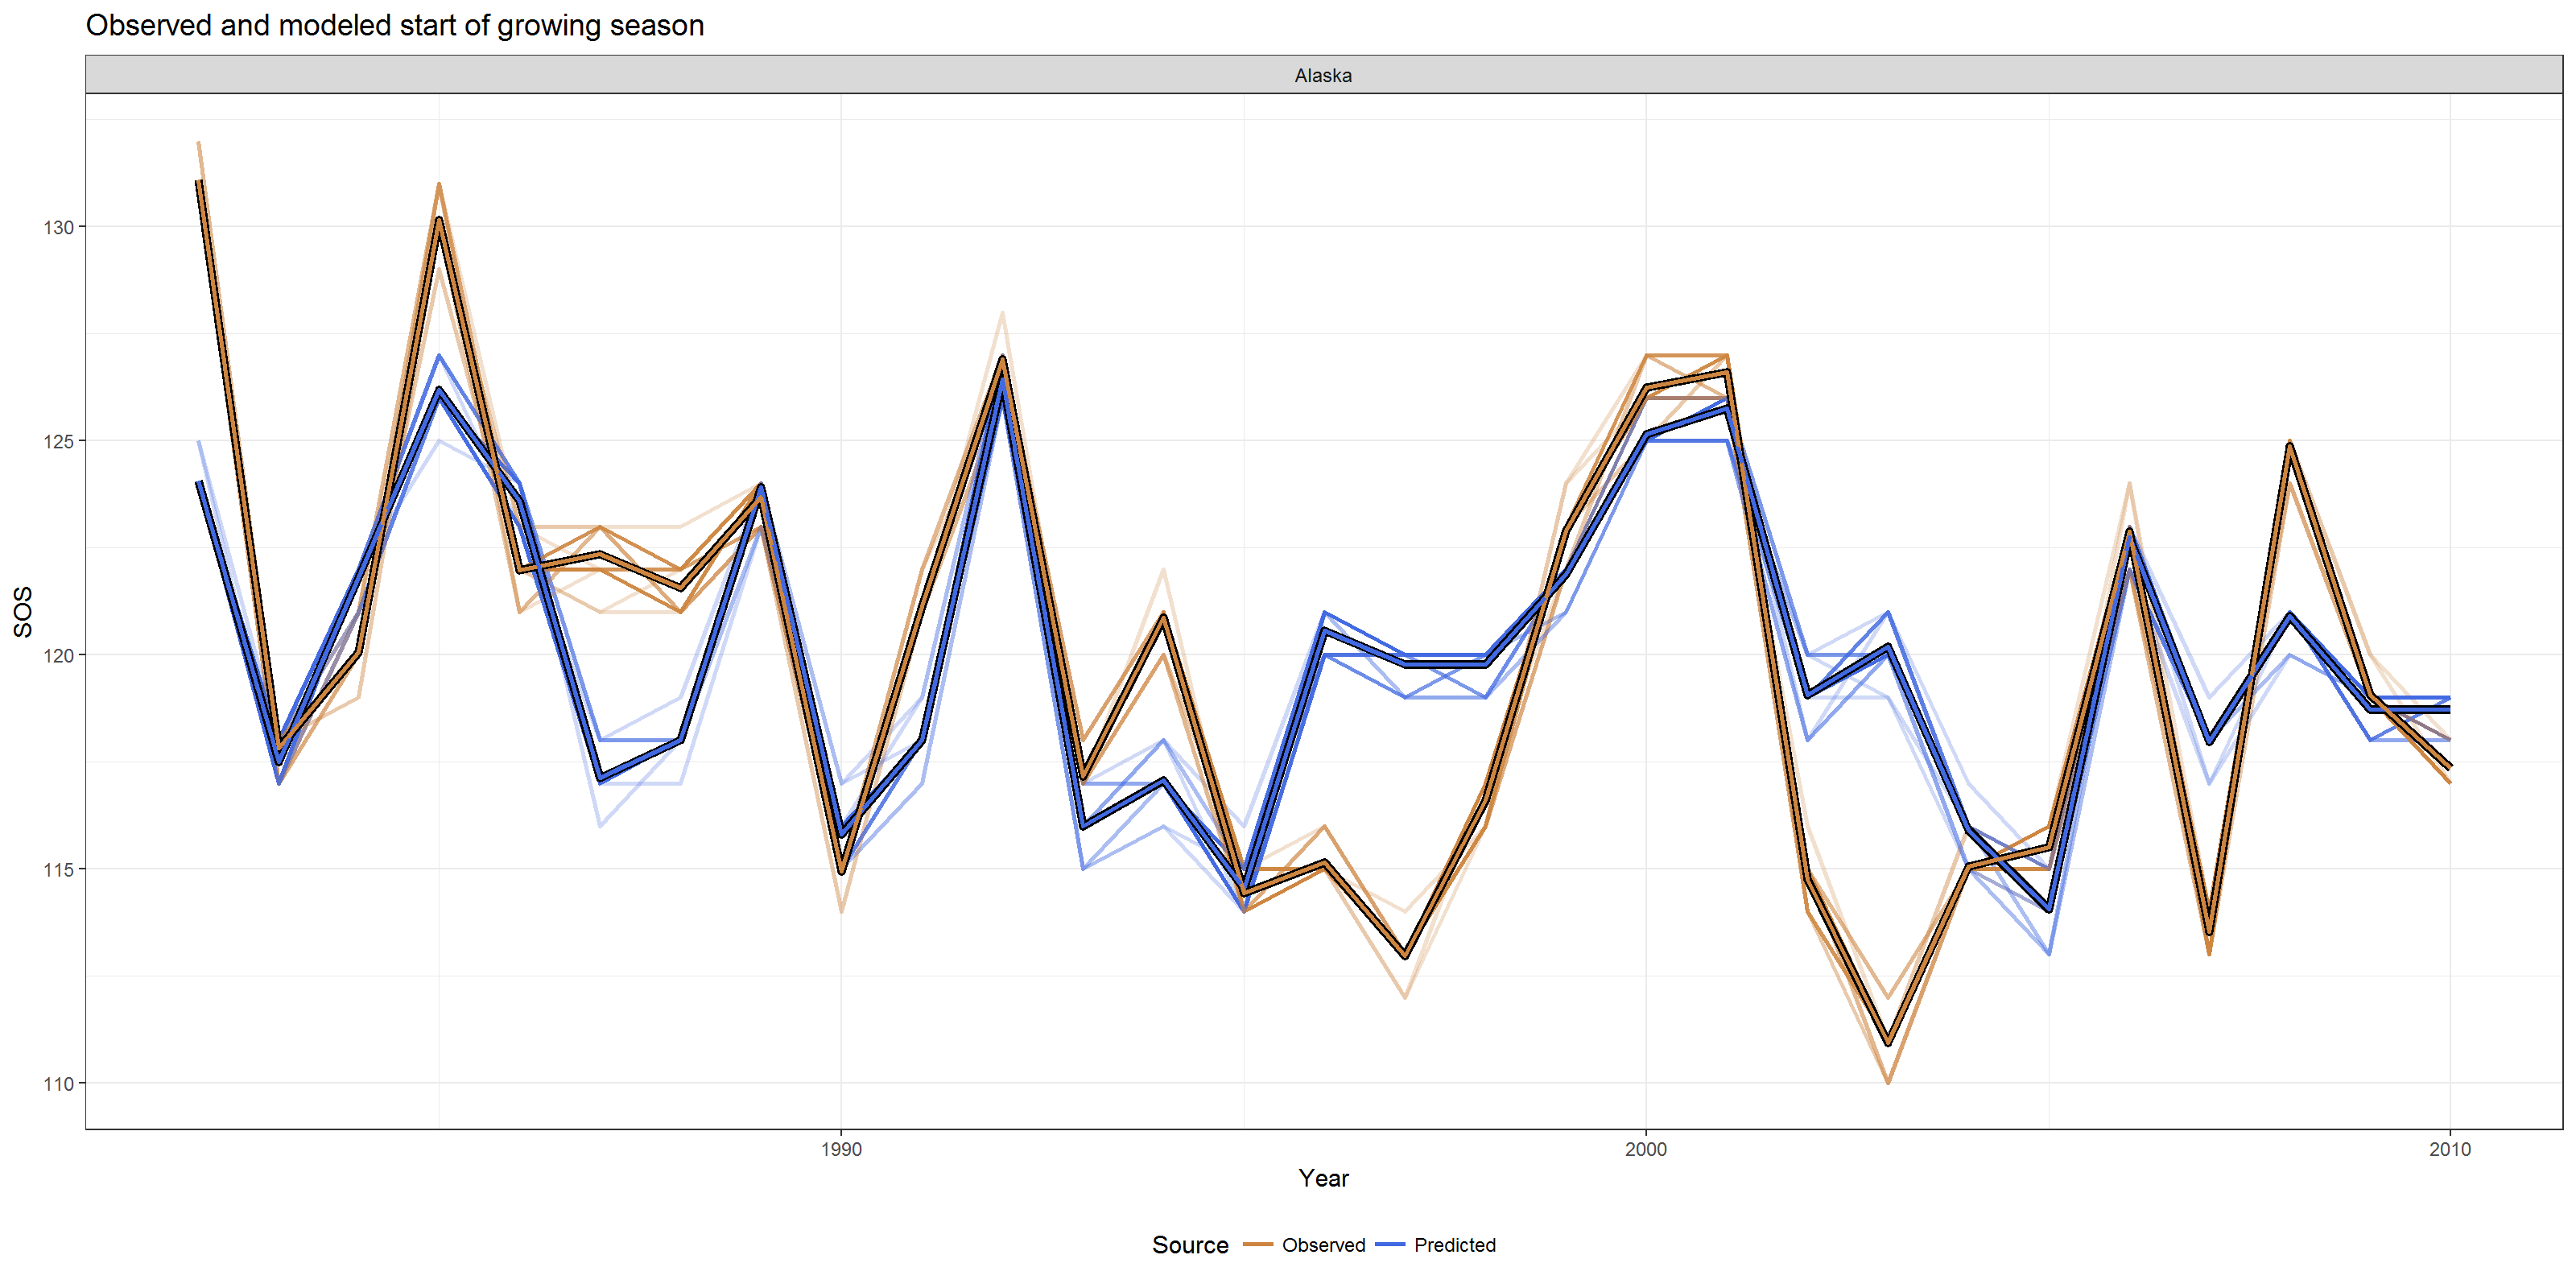 Observed and modeled start of growing season
Alaska
SOS
130
125
120
115
110
1990 2000 2010
Year
Source Observed Predicted